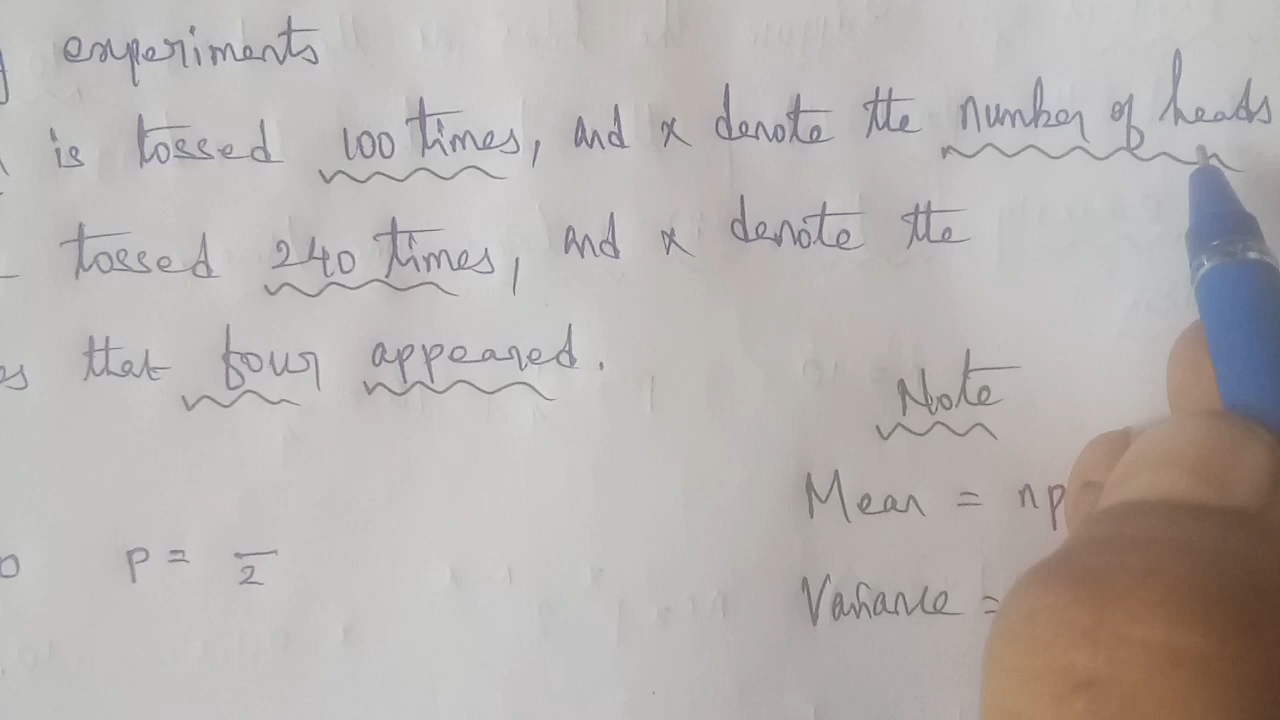 experiments
is tossed 100 times, and x denote the number of heads
tossed 240 times, and x denote the
that four appeared.
Note
Mean = np
p = /2
Variance =